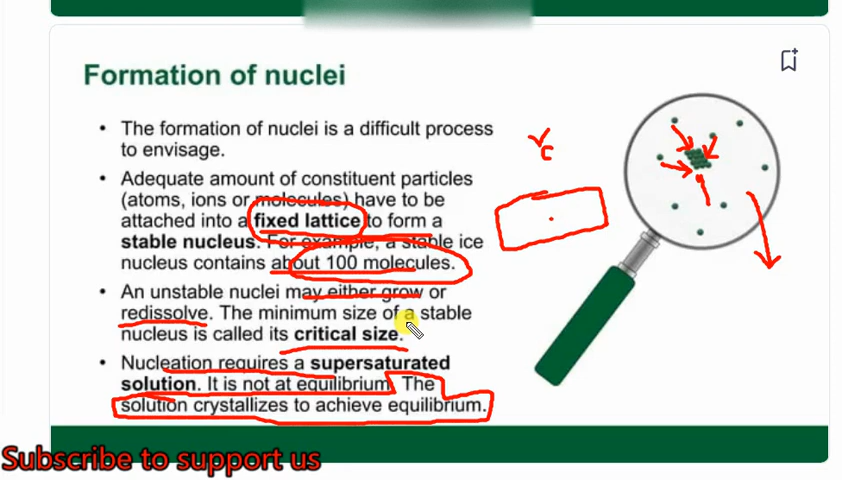 Formation of nuclei
• The formation of nuclei is a difficult process
to envisage.
• Adequate amount of constituent particles
(atoms, ions or molecules) have to be
attached into a fixed lattice to form a
stable nucleus. For example, a stable ice
nucleus contains about 100 molecules.
• An unstable nuclei may either grow or
redissolve. The minimum size of a stable
nucleus is called its critical size.
• Nucleation requires a supersaturated
solution. It is not at equilibrium. The
solution crystallizes to achieve equilibrium.
rc
Subscribe to support us